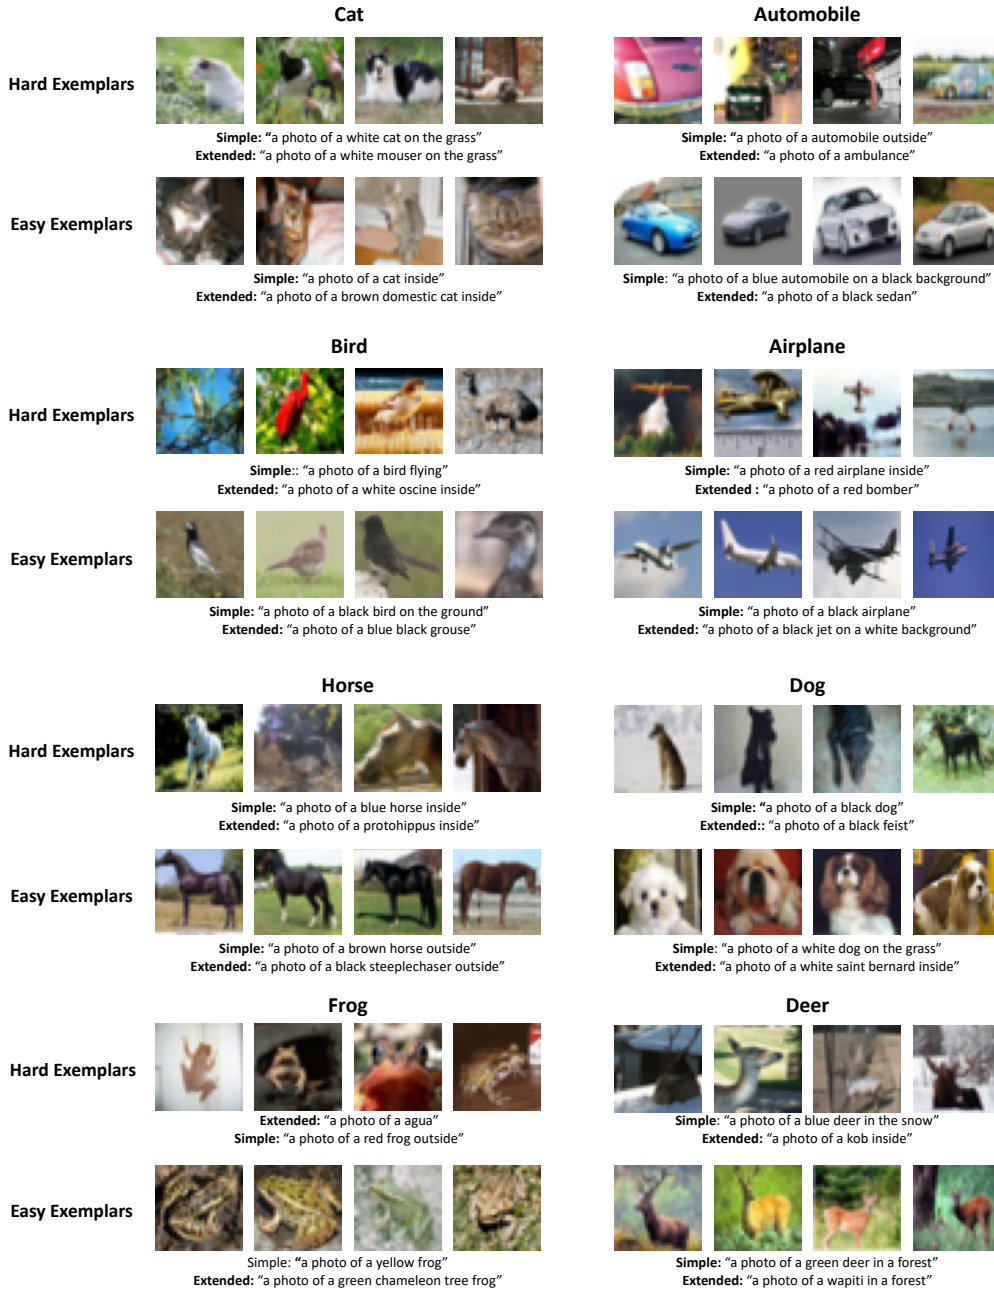 Cat
Automobile
Hard Exemplars
Simple: “a photo of a white cat on the grass”
Extended: “a photo of a white mouser on the grass”
Simple: “a photo of a automobile outside”
Extended: “a photo of a ambulance”
Easy Exemplars
Simple: “a photo of a cat inside”
Extended: “a photo of a brown domestic cat inside”
Simple: “a photo of a blue automobile on a black background”
Extended: “a photo of a black sedan”
Bird
Airplane
Hard Exemplars
Simple:: “a photo of a bird flying”
Extended: “a photo of a white oscine inside”
Simple: “a photo of a red airplane inside”
Extended : “a photo of a red bomber”
Easy Exemplars
Simple: “a photo of a black bird on the ground”
Extended: “a photo of a blue black grouse”
Simple: “a photo of a black airplane”
Extended: “a photo of a black jet on a white background”
Horse
Dog
Hard Exemplars
Simple: “a photo of a blue horse inside”
Extended: “a photo of a protohippus inside”
Simple: “a photo of a black dog”
Extended:: “a photo of a black feist”
Easy Exemplars
Simple: “a photo of a brown horse outside”
Extended: “a photo of a black steeplechaser outside”
Simple: “a photo of a white dog on the grass”
Extended: “a photo of a white saint bernard inside”
Frog
Deer
Hard Exemplars
Extended: “a photo of a agua”
Simple: “a photo of a red frog outside”
Simple: “a photo of a blue deer in the snow”
Extended: “a photo of a kob inside”
Easy Exemplars
Simple: “a photo of a yellow frog”
Extended: “a photo of a green chameleon tree frog”
Simple: “a photo of a green deer in a forest”
Extended: “a photo of a wapiti in a forest”